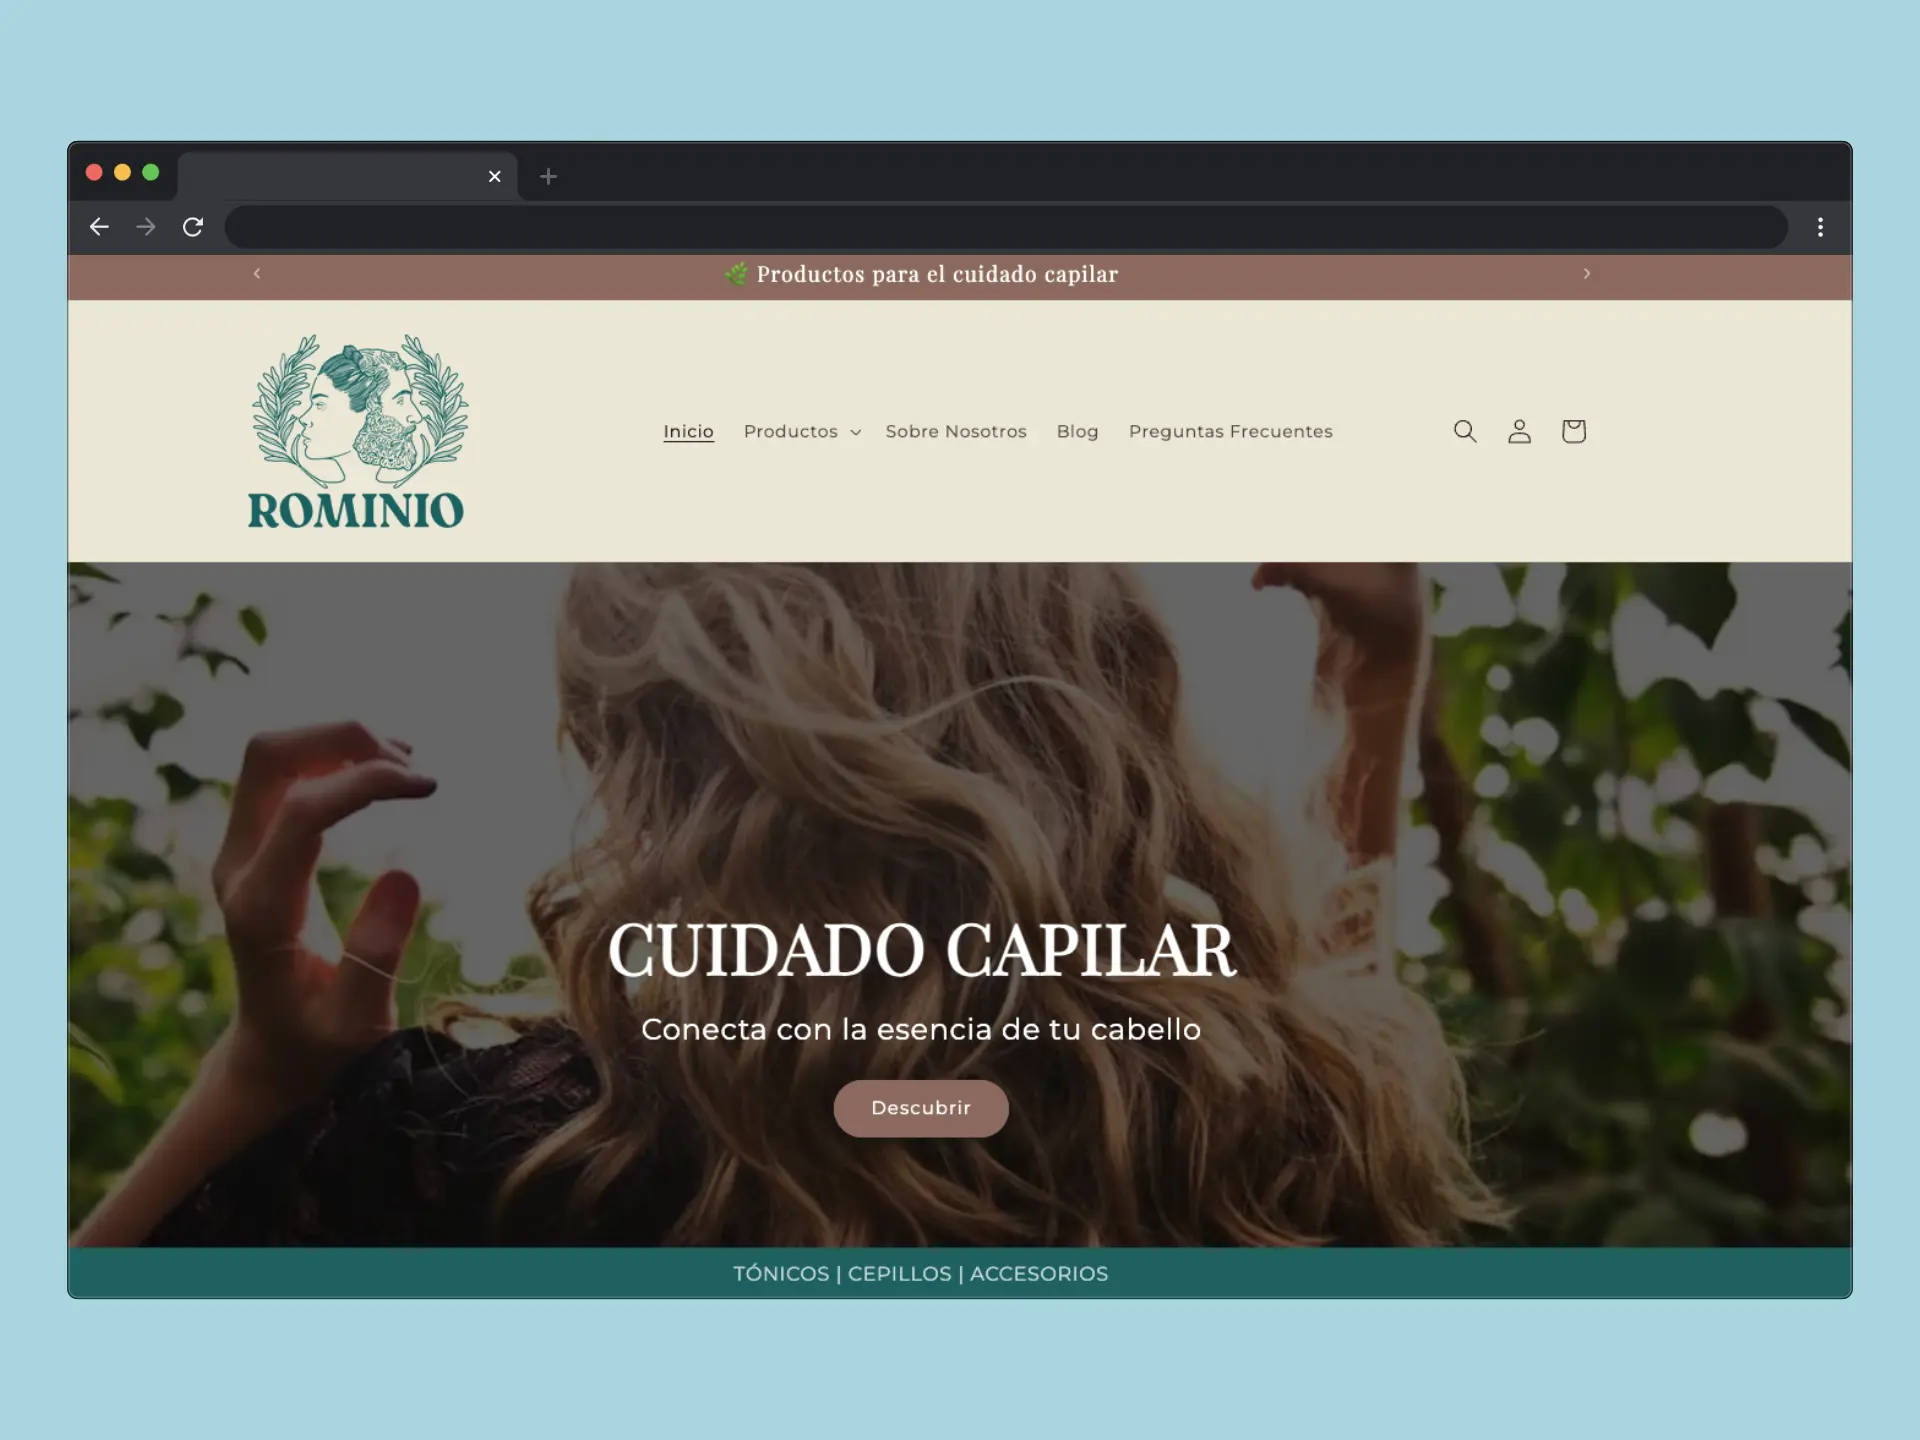 🌿 Productos para el cuidado capilar
ROMINIO
Inicio Productos Sobre Nosotros Blog Preguntas Frecuentes
CUIDADO CAPILAR
Conecta con la esencia de tu cabello
Descubrir
TÓNICOS | CEPILLOS | ACCESORIOS